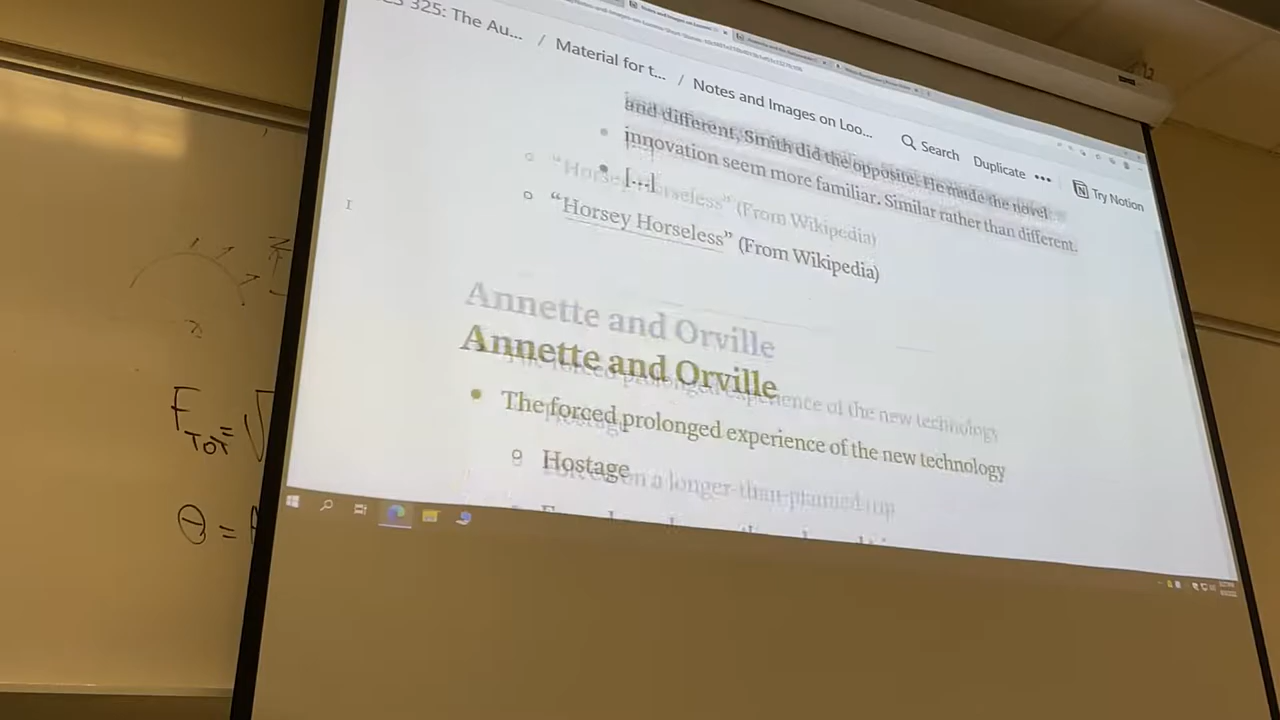 325: The Au... / Material for t... / Notes and Images on Loo...
Search Duplicate ••• Try Notion
and different, Smith did the opposite. He made the novel
innovation seem more familiar. Similar rather than different.
[...]
"Horsey Horseless" (From Wikipedia)
Annette and Orville
The forced prolonged experience of the new technology
Hostage
F
TOT =
θ =